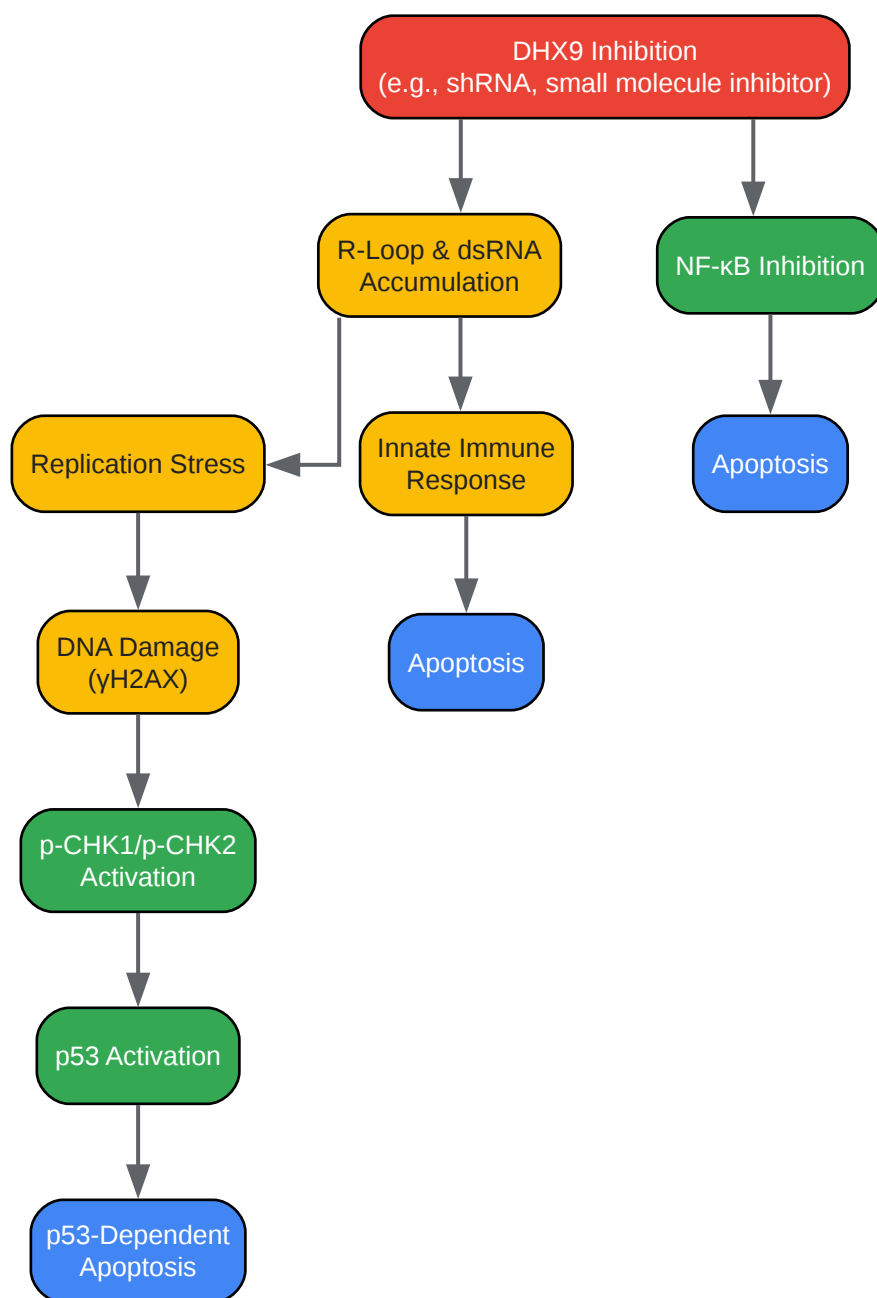 DHX9 Inhibition
(e.g., shRNA, small molecule inhibitor)
R-Loop & dsRNA
Accumulation
NF-κB Inhibition
Replication Stress
Innate Immune
Response
Apoptosis
DNA Damage
(γH2AX)
Apoptosis
p-CHK1/p-CHK2
Activation
p53 Activation
p53-Dependent
Apoptosis